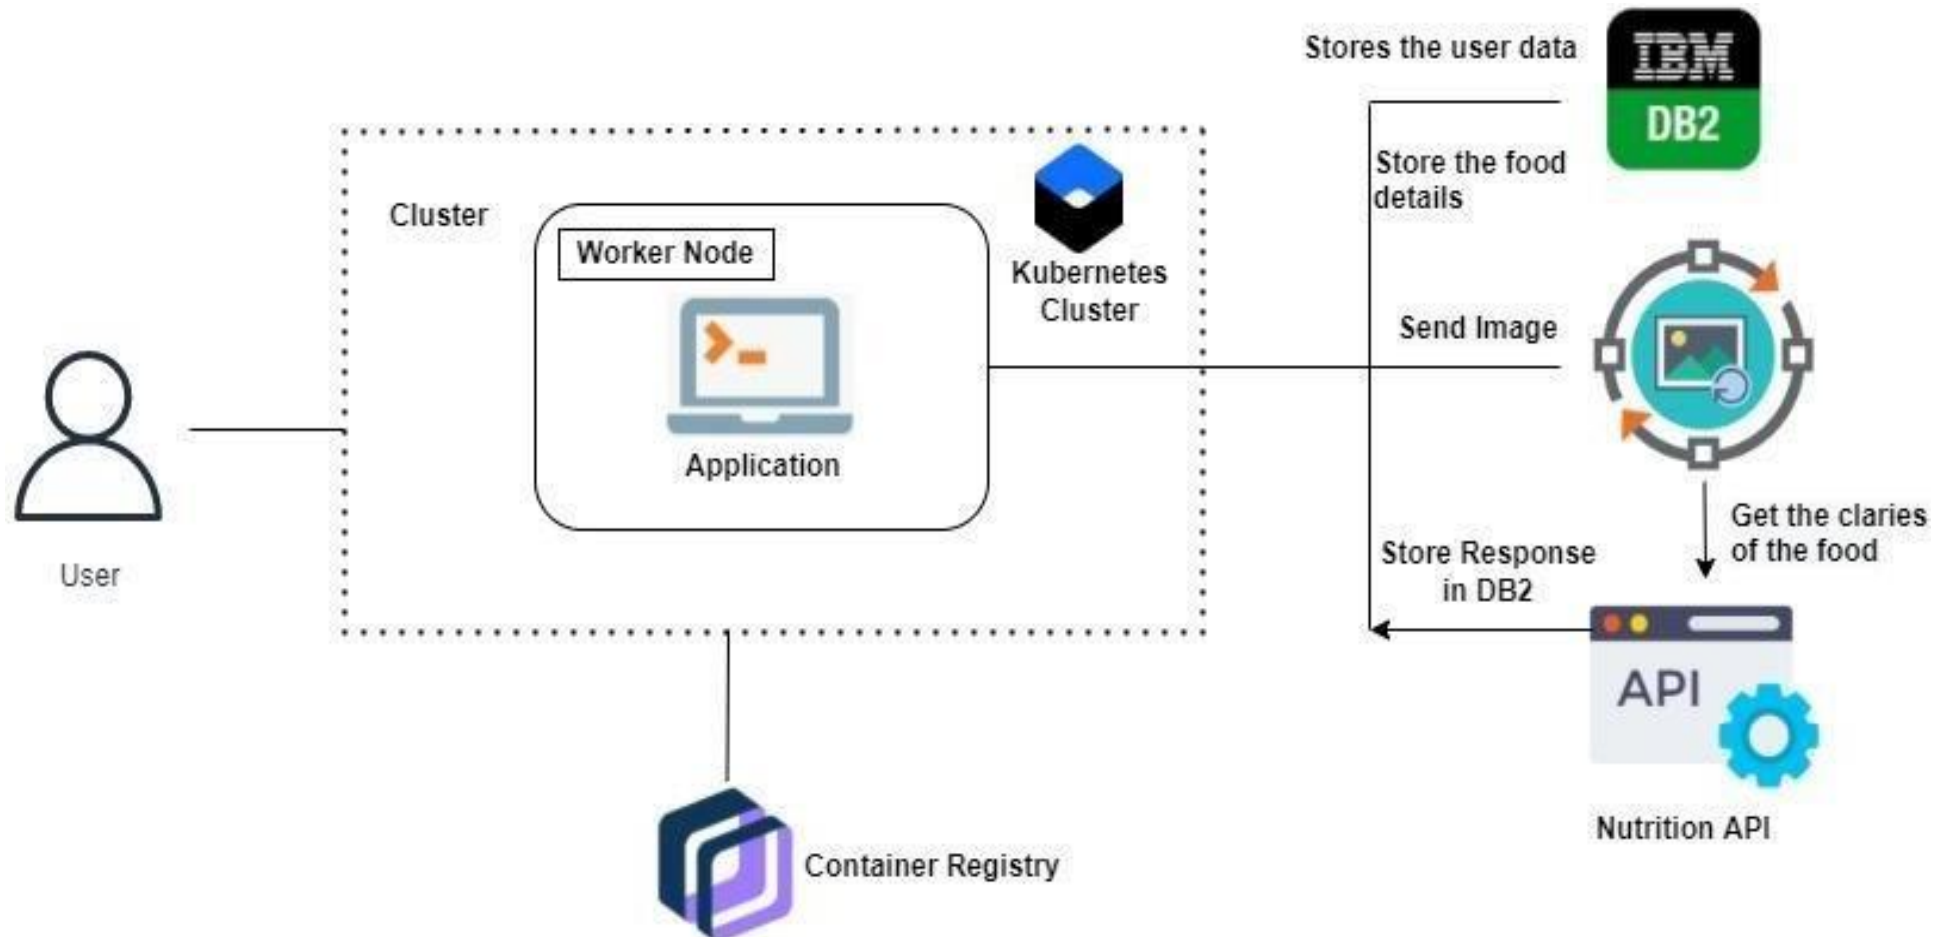 Stores the user data
IBM
DB2
Store the food
details
Cluster
Worker Node
Kubernetes
Cluster
Send Image
Application
Get the claries
of the food
Store Response
in DB2
User
API
Nutrition API
Container Registry